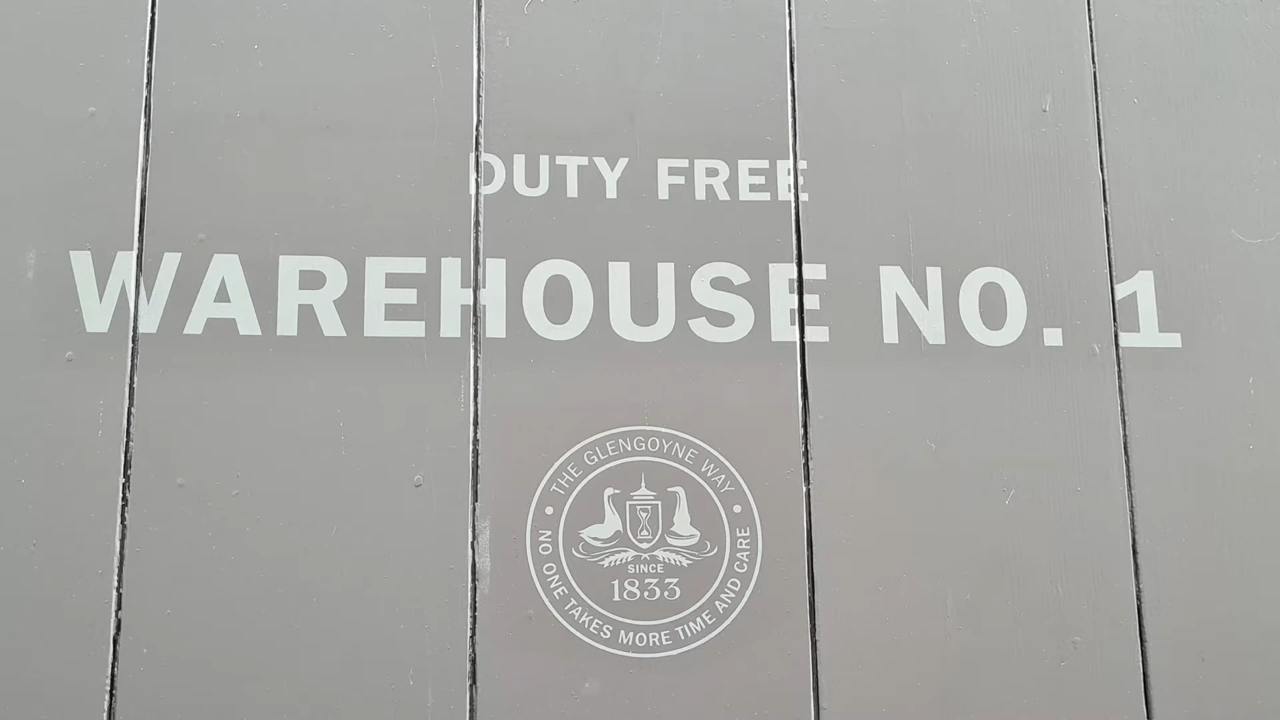 DUTY FREE
WAREHOUSE NO. 1
THE GLENGOYNE WAY
SINCE
1833
NO ONE TAKES MORE TIME AND CARE